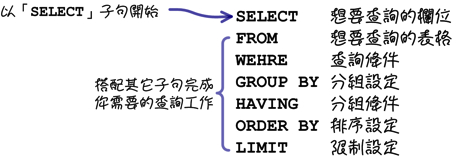 以「SELECT」子句開始
SELECT 想要查詢的欄位
FROM 想要查詢的表格
WEHRE 查詢條件
GROUP BY 分組設定
HAVING 分組條件
ORDER BY 排序設定
LIMIT 限制設定
搭配其它子句完成
你需要的查詢工作